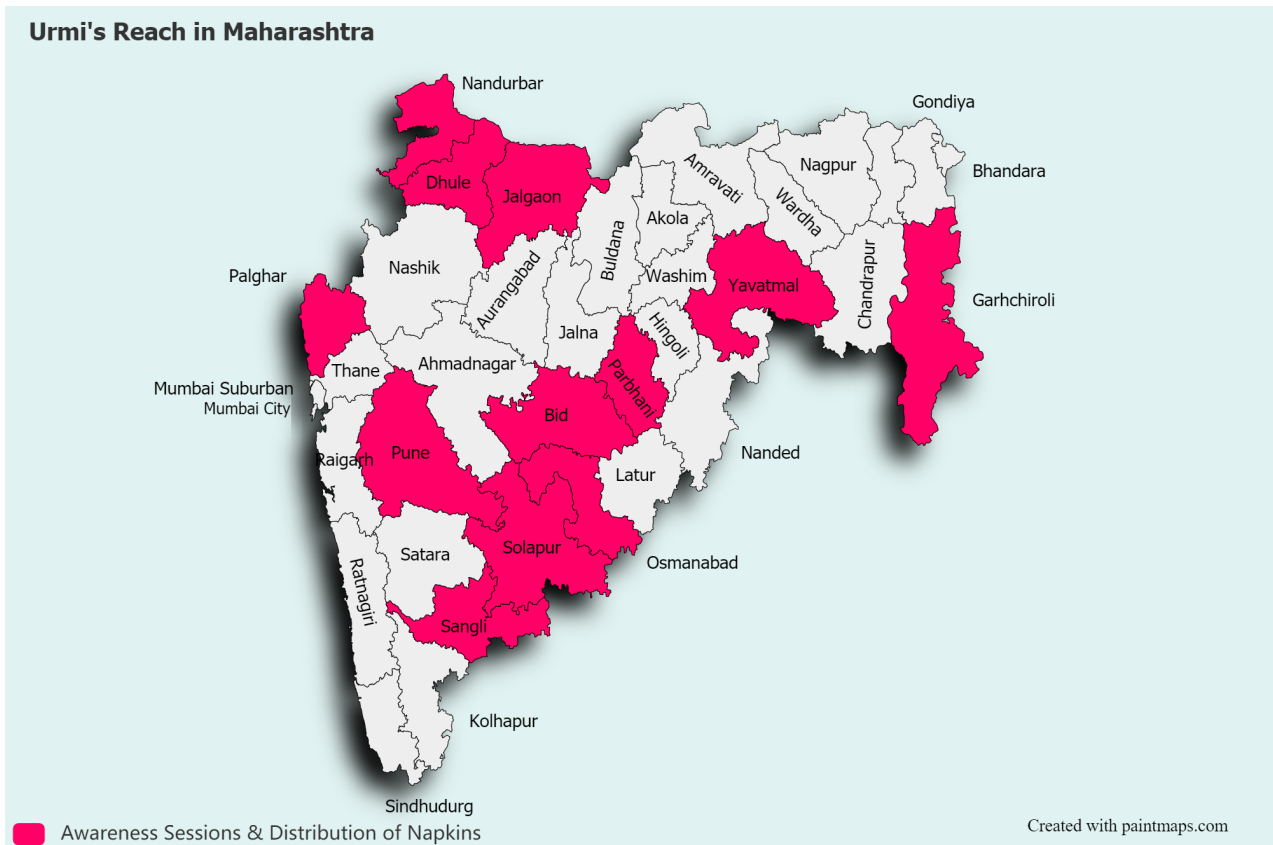 Urmi's Reach in Maharashtra
Nandurbar
Gondiya
Bhandara
Nagpur
Amravati
Wardha
Dhule
Jalgaon
Akola
Buldana
Nashik
Aurangabad
Washim
Yavatmal
Chandrapur
Garhchiroli
Palghar
Jalna
Hingoli
Thane
Ahmadnagar
Parbhani
Mumbai Suburban
Mumbai City
Bid
Raigarh
Pune
Nanded
Latur
Satara
Solapur
Osmanabad
Ratnagiri
Sangli
Kolhapur
Sindhudurg
Awareness Sessions & Distribution of Napkins
Created with paintmaps.com